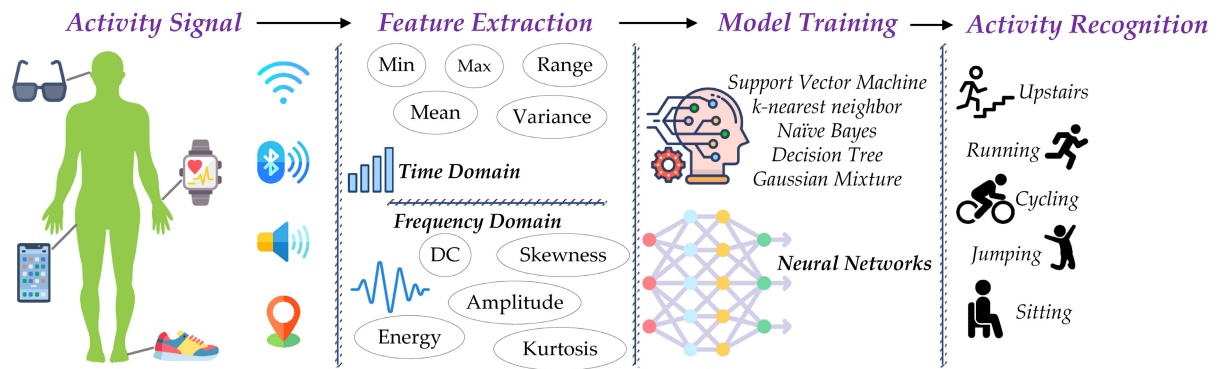 Activity Signal
Feature Extraction
Model Training
Activity Recognition
Min
Max
Range
Mean
Variance
Time Domain
Frequency Domain
DC
Skewness
Amplitude
Energy
Kurtosis
Support Vector Machine
k-nearest neighbor
Naïve Bayes
Decision Tree
Gaussian Mixture
Neural Networks
Upstairs
Running
Cycling
Jumping
Sitting